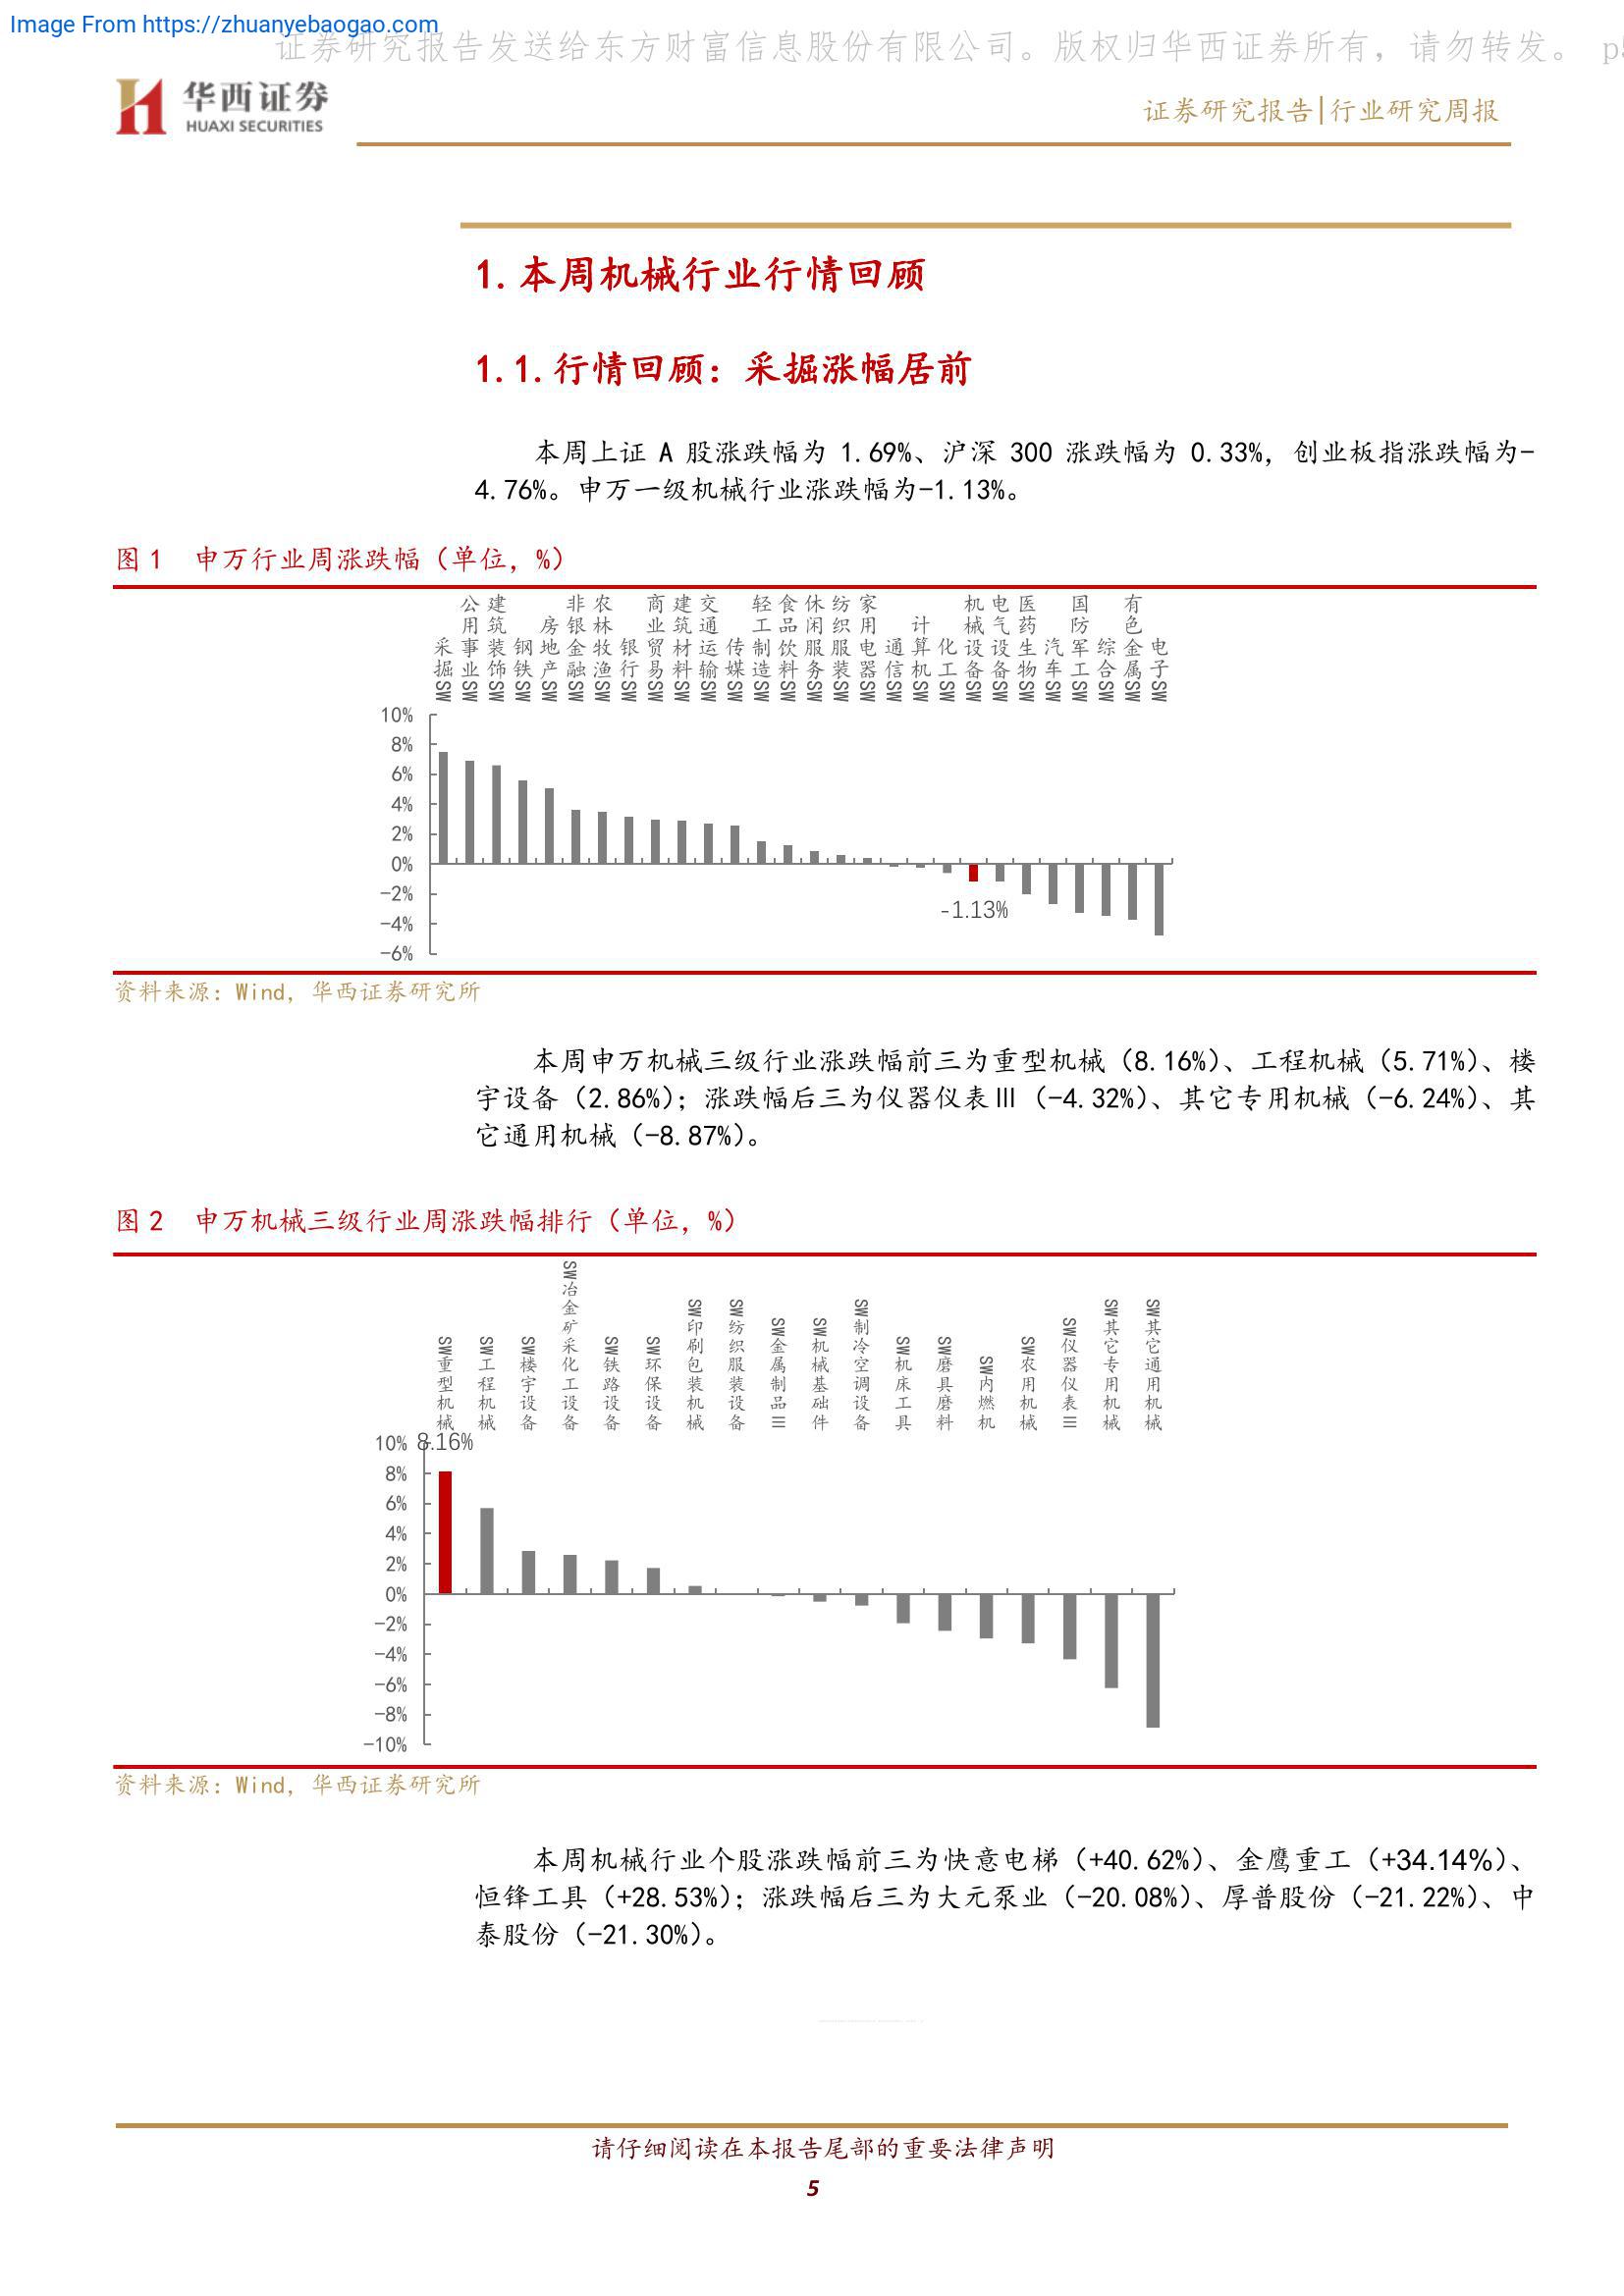 Image From https://zhuanyebaogao.com
证券研究报告发送给东方财富信息股份有限公司。版权归华西证券所有，请勿转发。 p
华西证券
HUAXI SECURITIES
证券研究报告|行业研究周报
1.本周机械行业行情回顾
1.1.行情回顾：采掘涨幅居前
本周上证 A 股涨跌幅为 1.69%、沪深 300 涨跌幅为 0.33%，创业板指涨跌幅为-
4.76%。申万一级机械行业涨跌幅为-1.13%。
图 1 申万行业周涨跌幅（单位，%）
采掘SW
公用事业SW
建筑装饰SW
钢铁SW
房地产SW
非银金融SW
农林牧渔SW
银行SW
商业贸易SW
建筑材料SW
交通运输SW
传媒SW
轻工制造SW
食品饮料SW
休闲服务SW
纺织服装SW
家用电器SW
通信SW
计算机SW
化工SW
机械设备SW
电气设备SW
医药生物SW
汽车SW
国防军工SW
综合SW
有色金属SW
电子SW
10%
8%
6%
4%
2%
0%
-2%
-4%
-6%
-1.13%
资料来源：Wind，华西证券研究所
本周申万机械三级行业涨跌幅前三为重型机械（8.16%）、工程机械（5.71%）、楼
宇设备（2.86%）；涨跌幅后三为仪器仪表Ⅲ（-4.32%）、其它专用机械（-6.24%）、其
它通用机械（-8.87%）。
图 2 申万机械三级行业周涨跌幅排行（单位，%）
SW重型机械
SW工程机械
SW楼宇设备
SW冶金矿采化工设备
SW铁路设备
SW环保设备
SW印刷包装机械
SW纺织服装设备
SW金属制品Ⅲ
SW机械基础件
SW制冷空调设备
SW机床工具
SW磨具磨料
SW内燃机
SW农用机械
SW仪器仪表Ⅲ
SW其它专用机械
SW其它通用机械
8.16%
10%
8%
6%
4%
2%
0%
-2%
-4%
-6%
-8%
-10%
资料来源：Wind，华西证券研究所
本周机械行业个股涨跌幅前三为快意电梯（+40.62%）、金鹰重工（+34.14%）、
恒锋工具（+28.53%）；涨跌幅后三为大元泵业（-20.08%）、厚普股份（-21.22%）、中
泰股份（-21.30%）。
请仔细阅读在本报告尾部的重要法律声明
5